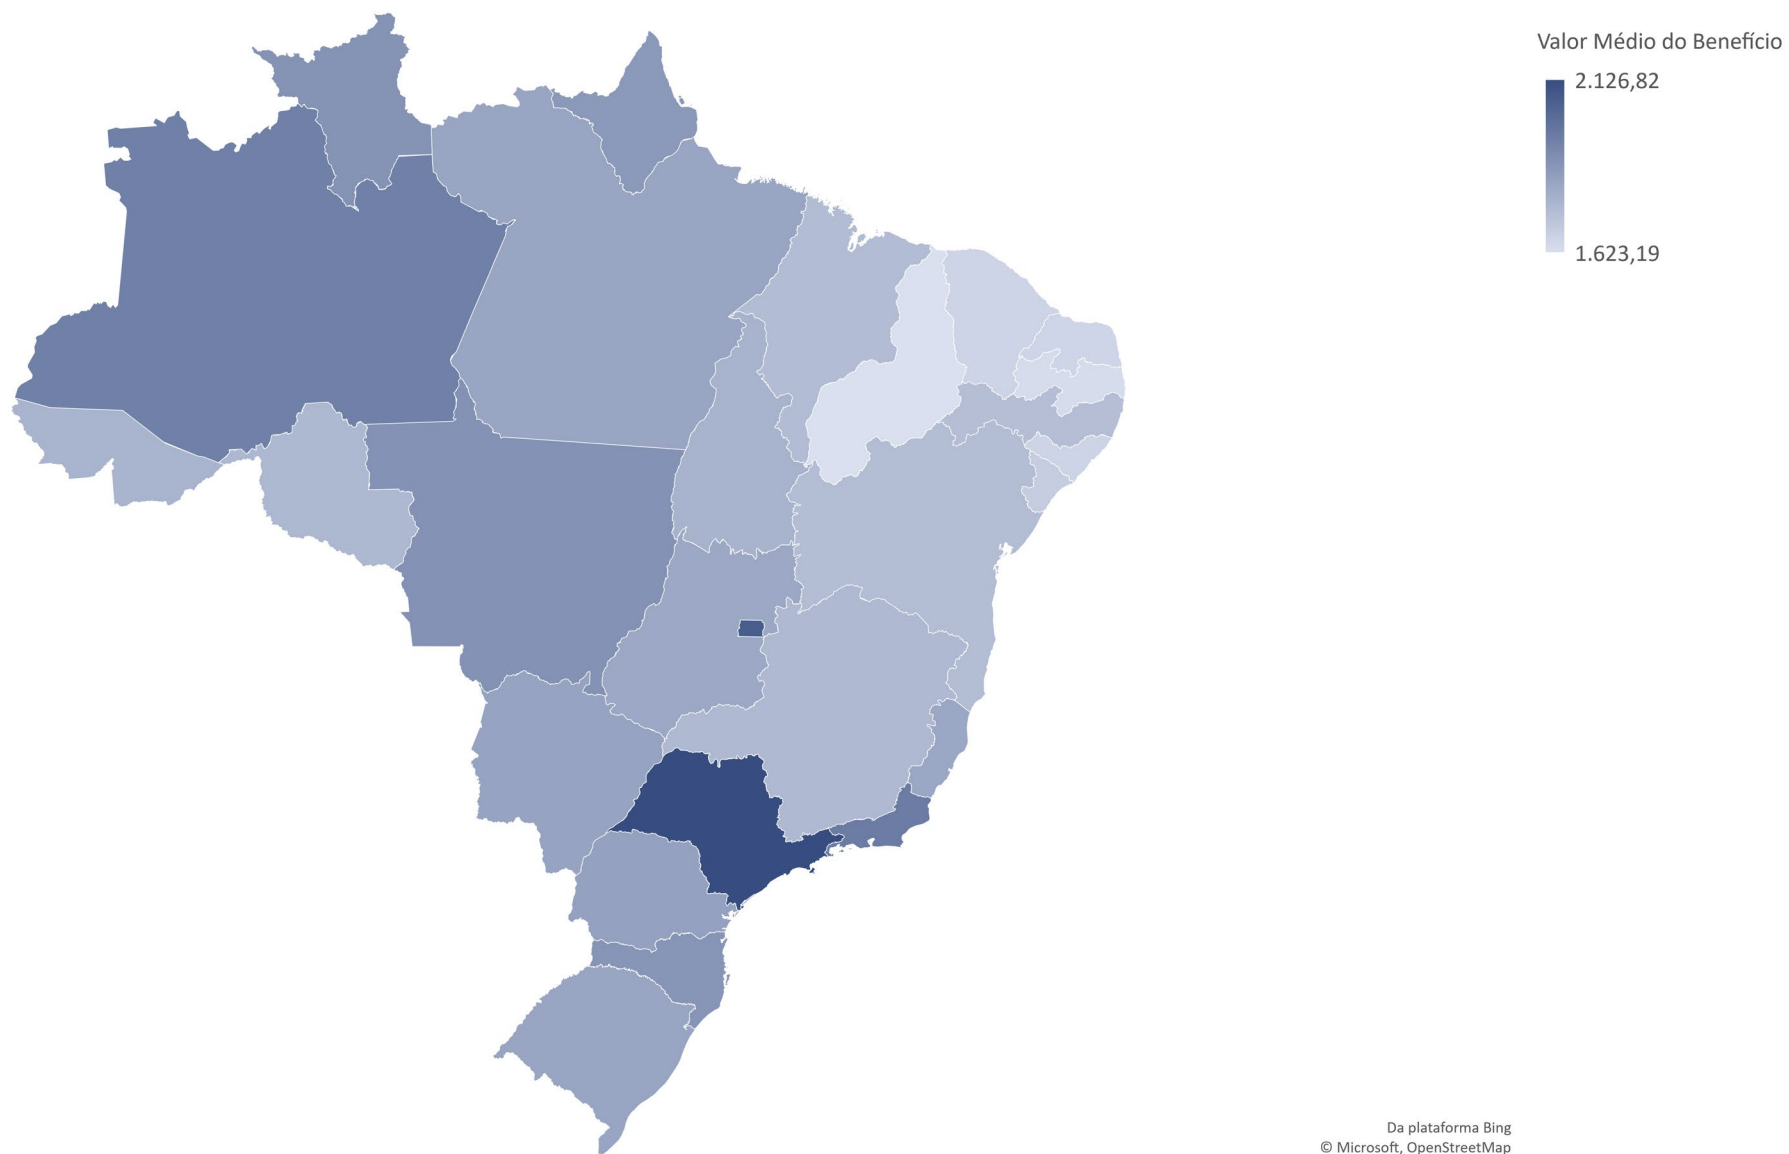 Valor Médio do Benefício
2.126,82
1.623,19
Da plataforma Bing
© Microsoft, OpenStreetMap